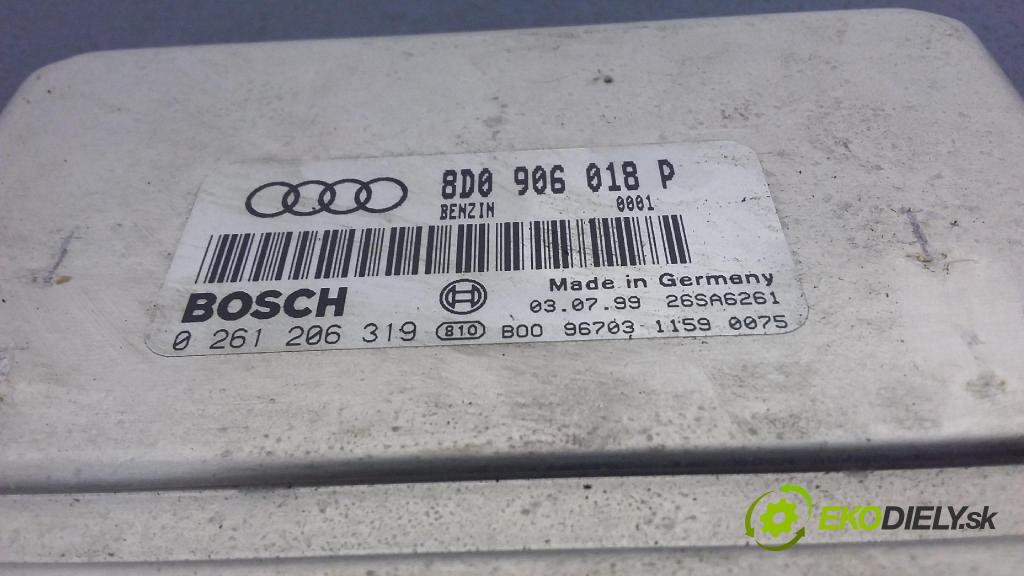 8D0 906 018 P
BENZIN 0001
Made in Germany
BOSCH 03.07.99 26SA6261
0 261 206 319 810 B00 96703 1159 0075
EKODIELY.sk